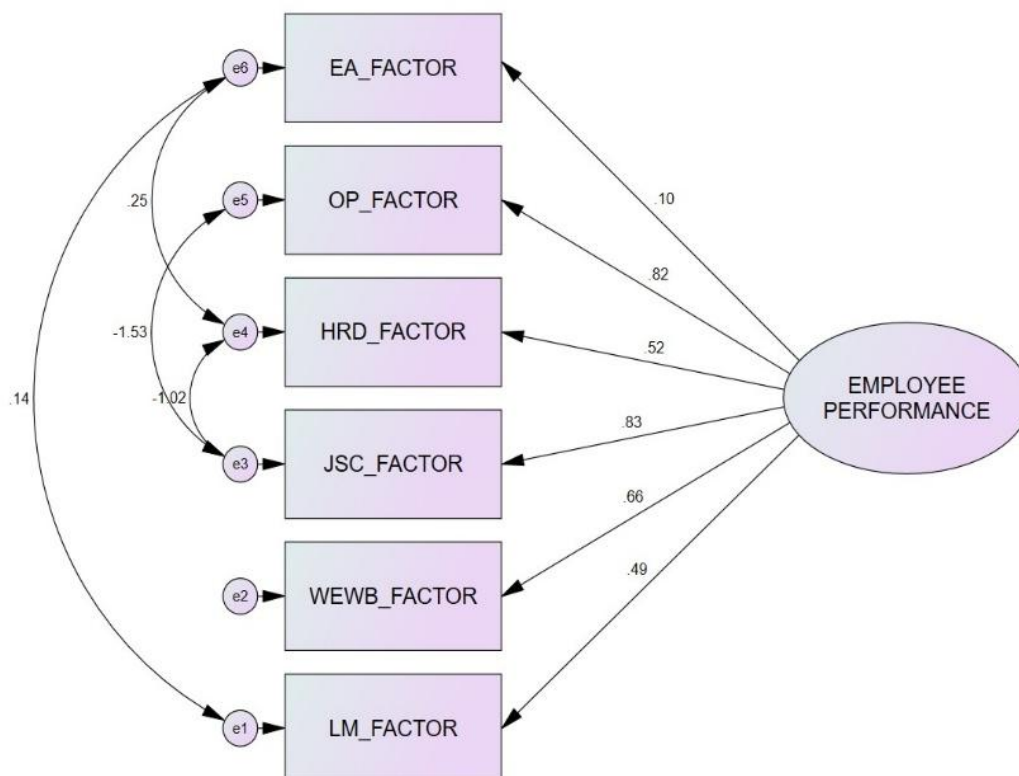 e6
EA_FACTOR
.10
.25
e5
OP_FACTOR
.82
-1.53
e4
HRD_FACTOR
.52
.14
-1.02
e3
JSC_FACTOR
.83
EMPLOYEE
PERFORMANCE
.66
e2
WEWB_FACTOR
.49
e1
LM_FACTOR